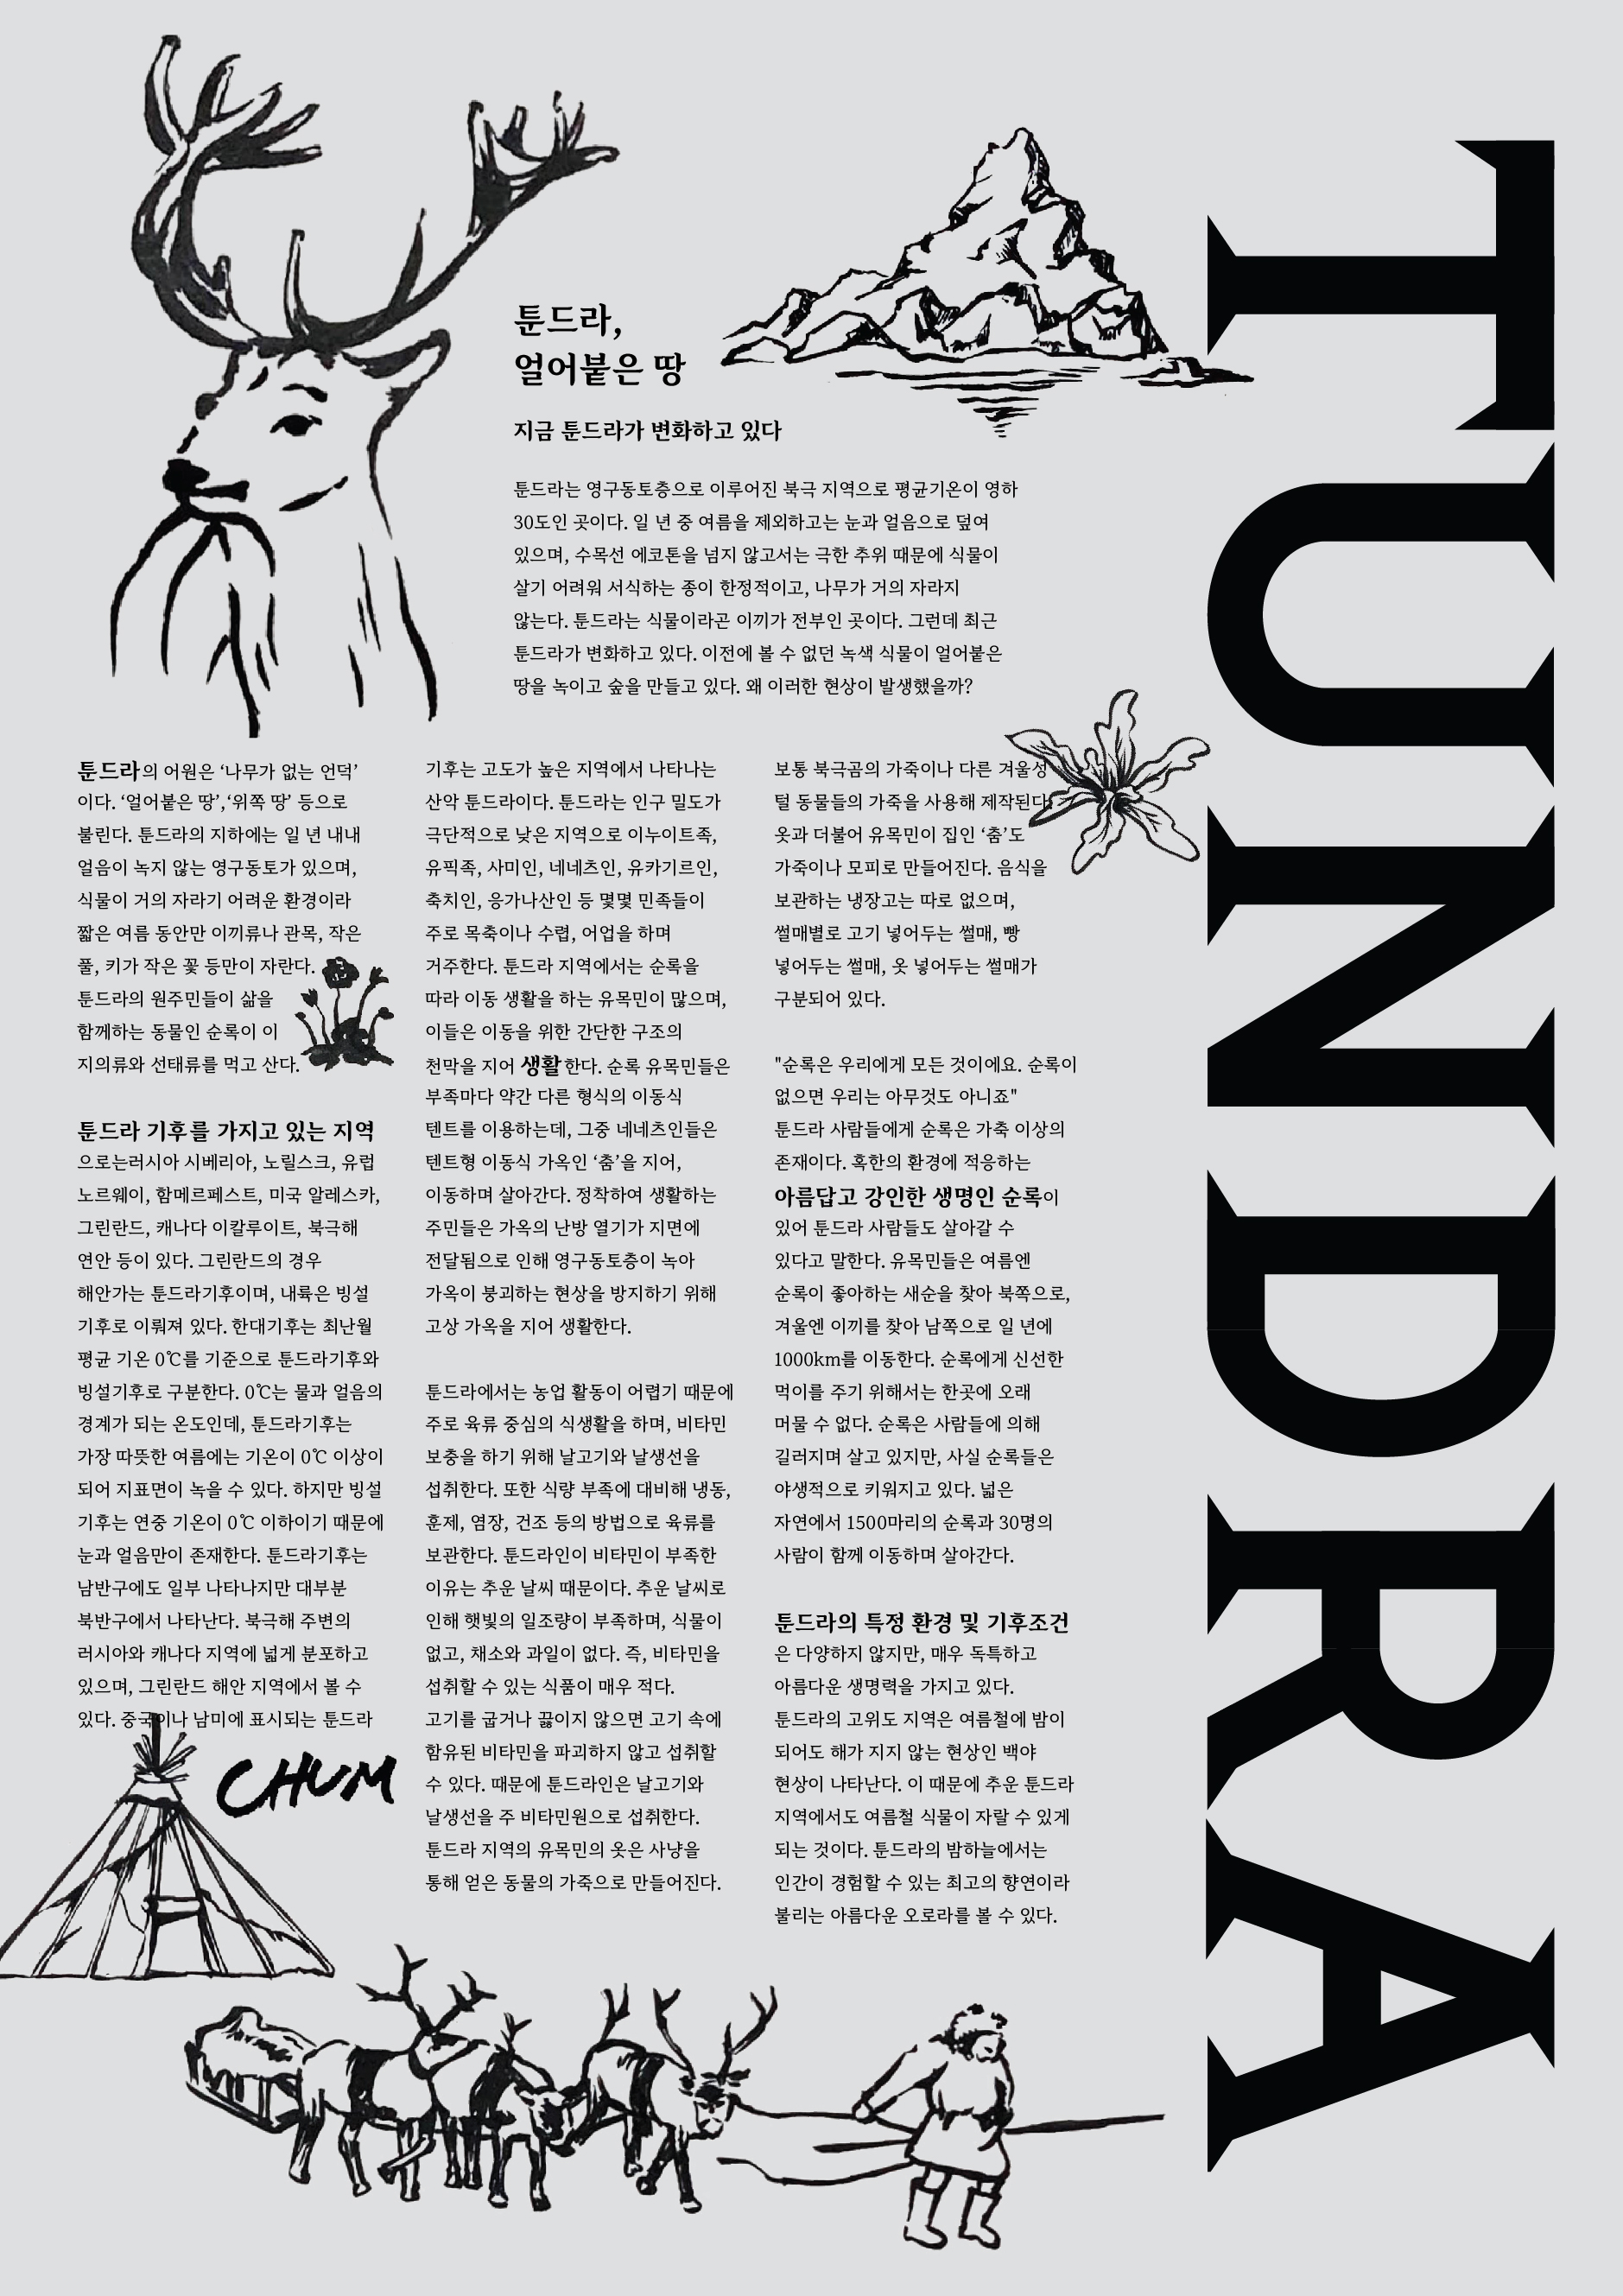 툰드라,
얼어붙은 땅
지금 툰드라가 변화하고 있다
툰드라는 영구동토층으로 이루어진 북극 지역으로 평균기온이 영하
30도인 곳이다. 일 년 중 여름을 제외하고는 눈과 얼음으로 덮여
있으며, 수목선 에코톤을 넘지 않고서는 극한 추위 때문에 식물이
살기 어려워 서식하는 종이 한정적이고, 나무가 거의 자라지
않는다. 툰드라는 식물이라곤 이끼가 전부인 곳이다. 그런데 최근
툰드라가 변화하고 있다. 이전에 볼 수 없던 녹색 식물이 얼어붙은
땅을 녹이고 숲을 만들고 있다. 왜 이러한 현상이 발생했을까?
툰드라의 어원은 ‘나무가 없는 언덕’
이다. ‘얼어붙은 땅’,‘위쪽 땅’ 등으로
불린다. 툰드라의 지하에는 일 년 내내
얼음이 녹지 않는 영구동토가 있으며,
식물이 거의 자라기 어려운 환경이라
짧은 여름 동안만 이끼류나 관목, 작은
풀, 키가 작은 꽃 등만이 자란다.
툰드라의 원주민들이 삶을
함께하는 동물인 순록이 이
지의류와 선태류를 먹고 산다.
툰드라 기후를 가지고 있는 지역
으로는러시아 시베리아, 노릴스크, 유럽
노르웨이, 함메르페스트, 미국 알레스카,
그린란드, 캐나다 이칼루이트, 북극해
연안 등이 있다. 그린란드의 경우
해안가는 툰드라기후이며, 내륙은 빙설
기후로 이뤄져 있다. 한대기후는 최난월
평균 기온 0℃를 기준으로 툰드라기후와
빙설기후로 구분한다. 0℃는 물과 얼음의
경계가 되는 온도인데, 툰드라기후는
가장 따뜻한 여름에는 기온이 0℃ 이상이
되어 지표면이 녹을 수 있다. 하지만 빙설
기후는 연중 기온이 0℃ 이하이기 때문에
눈과 얼음만이 존재한다. 툰드라기후는
남반구에도 일부 나타나지만 대부분
북반구에서 나타난다. 북극해 주변의
러시아와 캐나다 지역에 넓게 분포하고
있으며, 그린란드 해안 지역에서 볼 수
있다. 중국이나 남미에 표시되는 툰드라
CHUM
기후는 고도가 높은 지역에서 나타나는
산악 툰드라이다. 툰드라는 인구 밀도가
극단적으로 낮은 지역으로 이누이트족,
유픽족, 사미인, 네네츠인, 유카기르인,
축치인, 응가나산인 등 몇몇 민족들이
주로 목축이나 수렵, 어업을 하며
거주한다. 툰드라 지역에서는 순록을
따라 이동 생활을 하는 유목민이 많으며,
이들은 이동을 위한 간단한 구조의
천막을 지어 생활한다. 순록 유목민들은
부족마다 약간 다른 형식의 이동식
텐트를 이용하는데, 그중 네네츠인들은
텐트형 이동식 가옥인 ‘춤’을 지어,
이동하며 살아간다. 정착하여 생활하는
주민들은 가옥의 난방 열기가 지면에
전달됨으로 인해 영구동토층이 녹아
가옥이 붕괴하는 현상을 방지하기 위해
고상 가옥을 지어 생활한다.
툰드라에서는 농업 활동이 어렵기 때문에
주로 육류 중심의 식생활을 하며, 비타민
보충을 하기 위해 날고기와 날생선을
섭취한다. 또한 식량 부족에 대비해 냉동,
훈제, 염장, 건조 등의 방법으로 육류를
보관한다. 툰드라인이 비타민이 부족한
이유는 추운 날씨 때문이다. 추운 날씨로
인해 햇빛의 일조량이 부족하며, 식물이
없고, 채소와 과일이 없다. 즉, 비타민을
섭취할 수 있는 식품이 매우 적다.
고기를 굽거나 끓이지 않으면 고기 속에
함유된 비타민을 파괴하지 않고 섭취할
수 있다. 때문에 툰드라인은 날고기와
날생선을 주 비타민원으로 섭취한다.
툰드라 지역의 유목민의 옷은 사냥을
통해 얻은 동물의 가죽으로 만들어진다.
보통 북극곰의 가죽이나 다른 겨울성
털 동물들의 가죽을 사용해 제작된다.
옷과 더불어 유목민이 집인 ‘춤’도
가죽이나 모피로 만들어진다. 음식을
보관하는 냉장고는 따로 없으며,
썰매별로 고기 넣어두는 썰매, 빵
넣어두는 썰매, 옷 넣어두는 썰매가
구분되어 있다.
"순록은 우리에게 모든 것이에요. 순록이
없으면 우리는 아무것도 아니죠"
툰드라 사람들에게 순록은 가축 이상의
존재이다. 혹한의 환경에 적응하는
아름답고 강인한 생명인 순록이
있어 툰드라 사람들도 살아갈 수
있다고 말한다. 유목민들은 여름엔
순록이 좋아하는 새순을 찾아 북쪽으로,
겨울엔 이끼를 찾아 남쪽으로 일 년에
1000km를 이동한다. 순록에게 신선한
먹이를 주기 위해서는 한곳에 오래
머물 수 없다. 순록은 사람들에 의해
길러지며 살고 있지만, 사실 순록들은
야생적으로 키워지고 있다. 넓은
자연에서 1500마리의 순록과 30명의
사람이 함께 이동하며 살아간다.
툰드라의 특정 환경 및 기후조건
은 다양하지 않지만, 매우 독특하고
아름다운 생명력을 가지고 있다.
툰드라의 고위도 지역은 여름철에 밤이
되어도 해가 지지 않는 현상인 백야
현상이 나타난다. 이 때문에 추운 툰드라
지역에서도 여름철 식물이 자랄 수 있게
되는 것이다. 툰드라의 밤하늘에서는
인간이 경험할 수 있는 최고의 향연이라
불리는 아름다운 오로라를 볼 수 있다.
TUNDRA